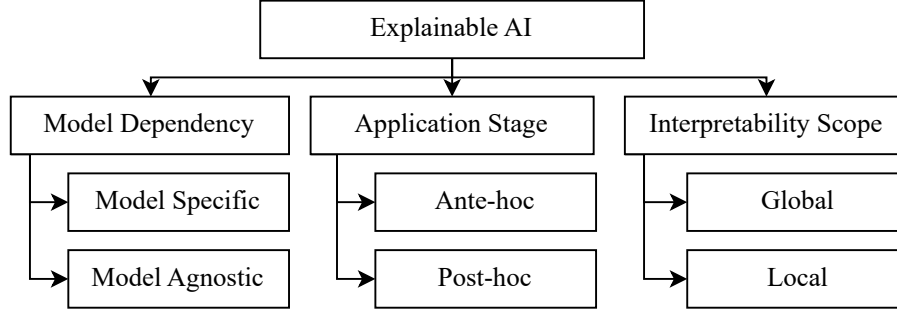 Explainable AI
Model Dependency
Application Stage
Interpretability Scope
Model Specific
Ante-hoc
Global
Model Agnostic
Post-hoc
Local